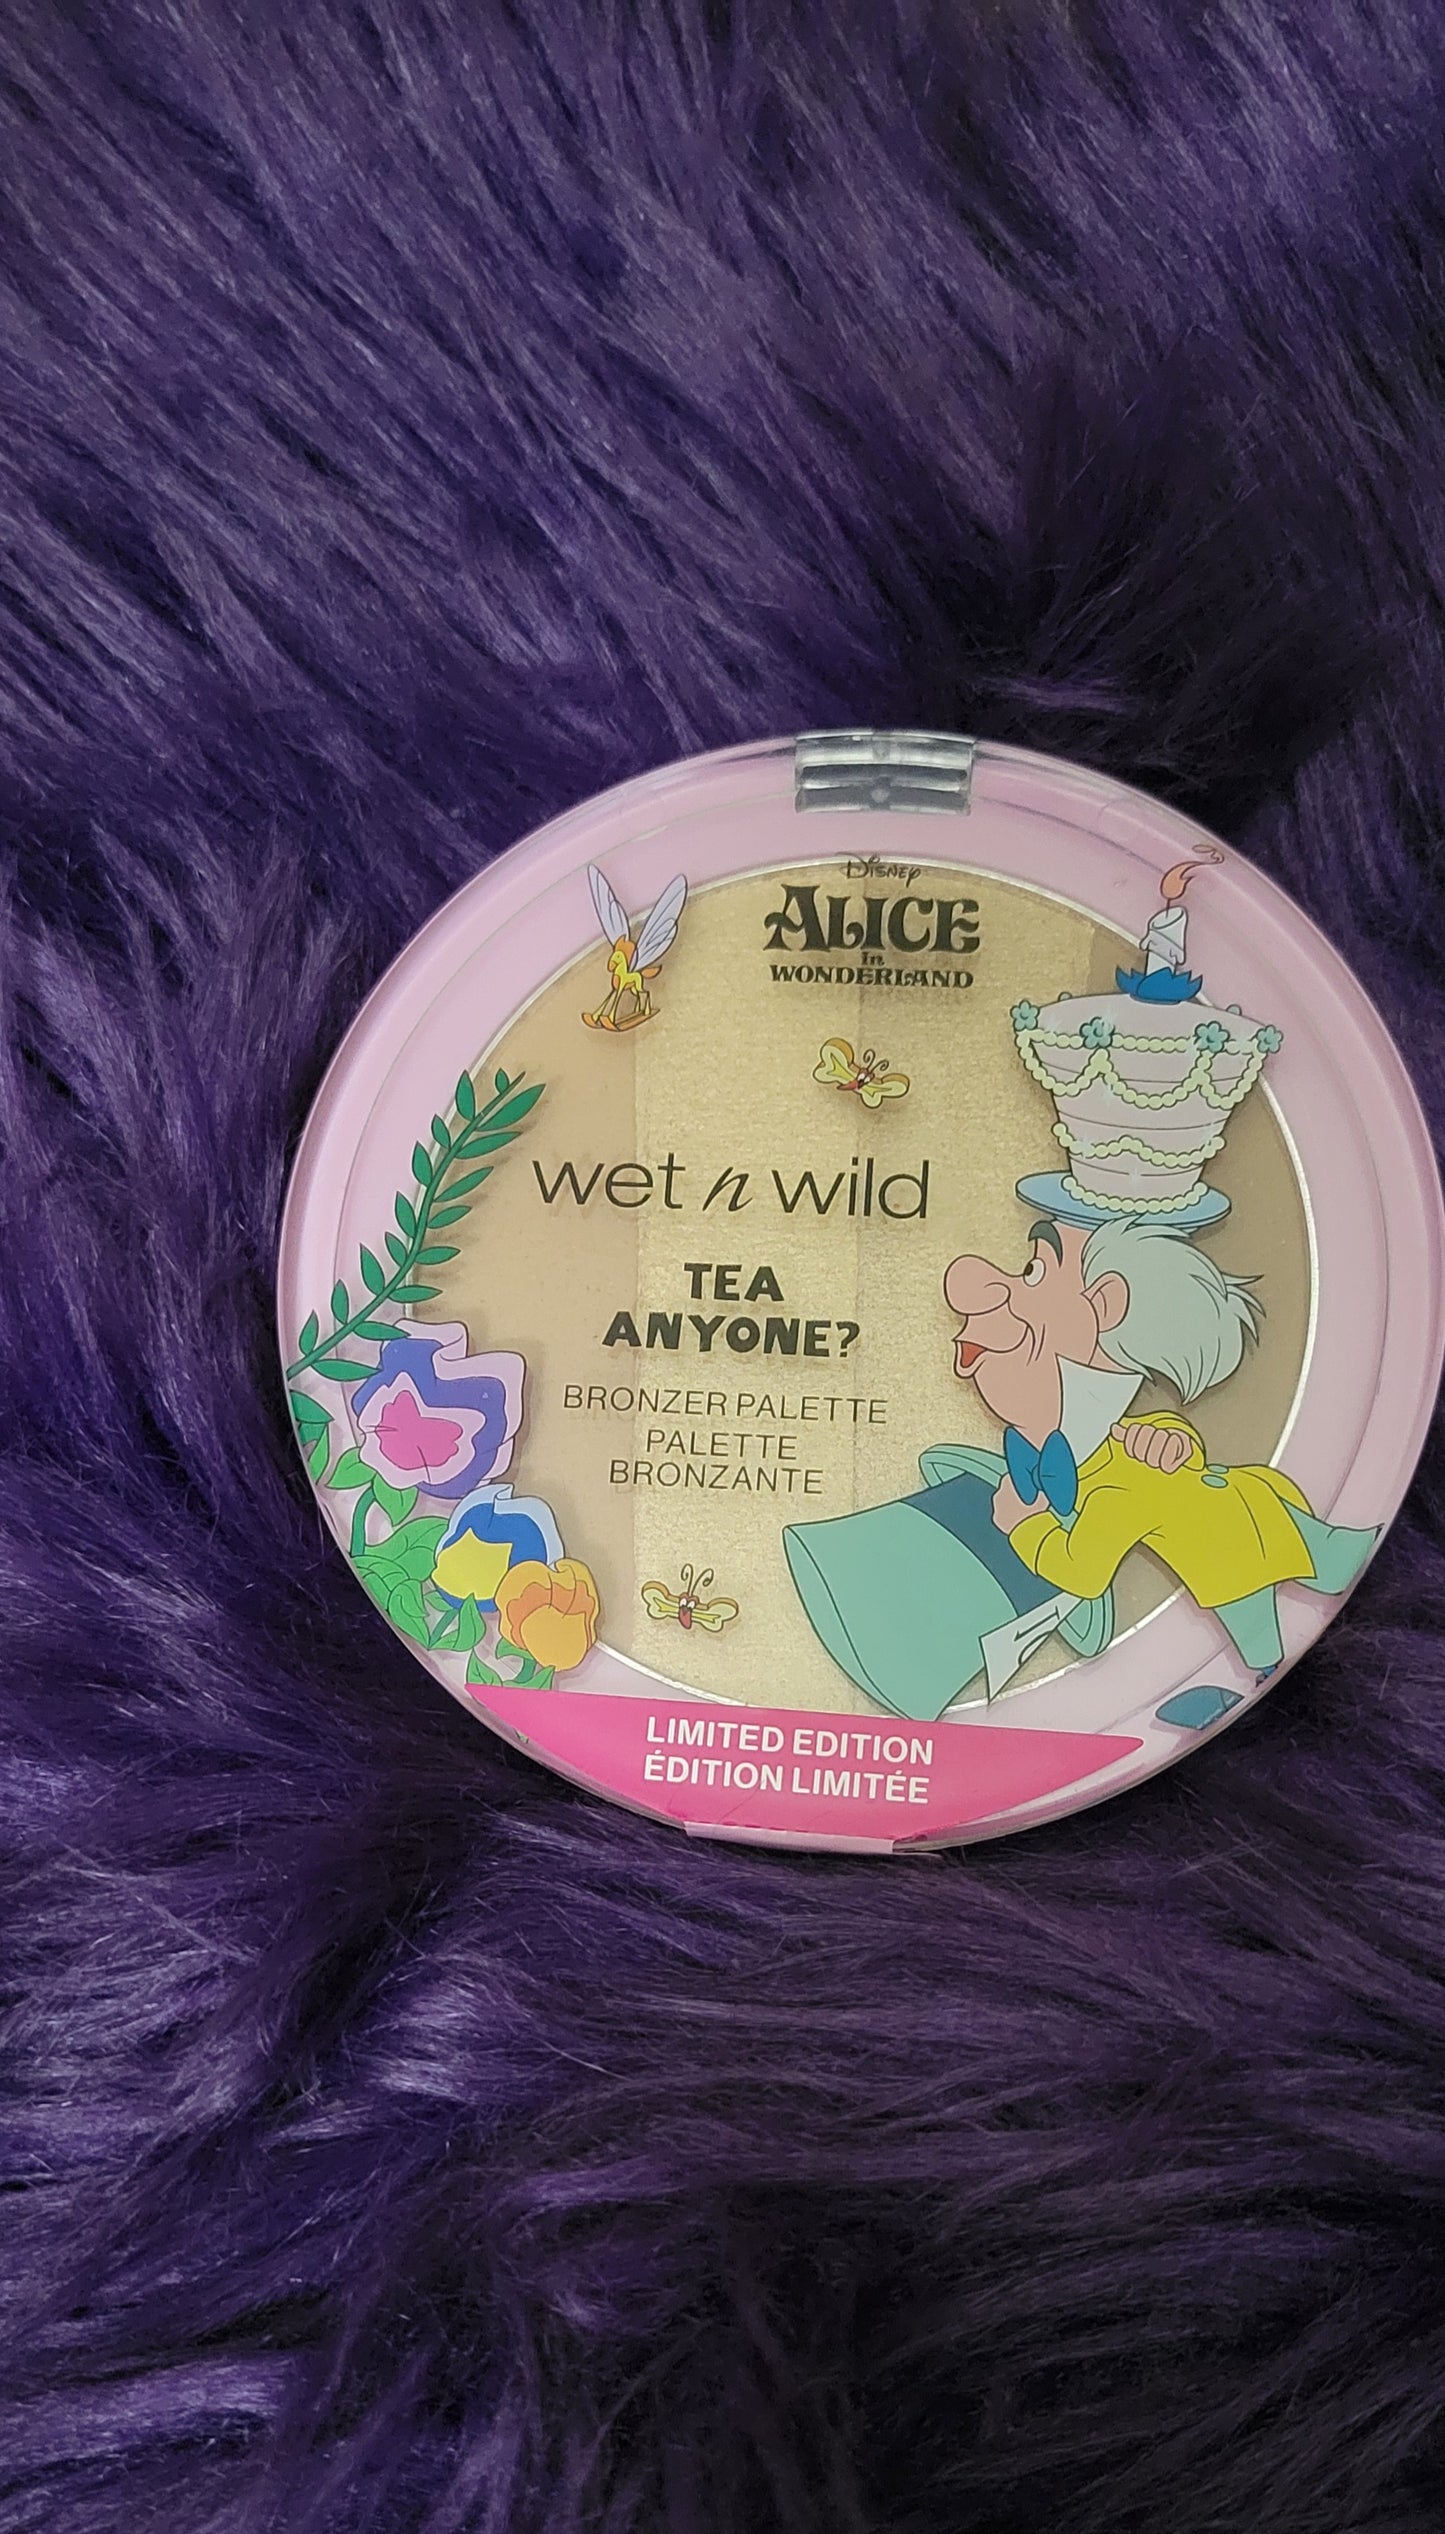 Disney
ALICE
in
WONDERLAND
wet n wild
TEA
ANYONE?
BRONZER PALETTE
PALETTE
BRONZANTE
LIMITED EDITION
ÉDITION LIMITÉE